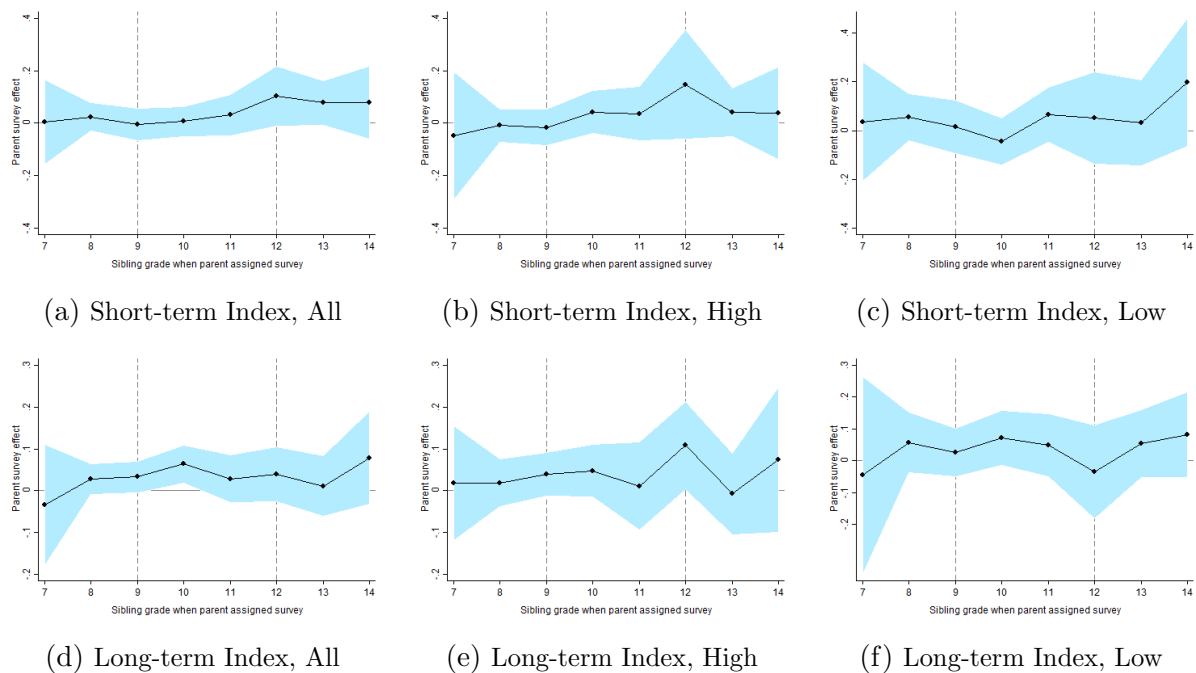 .4 .2 0 -.2 -.4
Parent survey effect
7 8 9 10 11 12 13 14
Sibling grade when parent assigned survey
(a) Short-term Index, All
.4 .2 0 -.2 -.4
Parent survey effect
7 8 9 10 11 12 13 14
Sibling grade when parent assigned survey
(b) Short-term Index, High
.4 .2 0 -.2 -.4
Parent survey effect
7 8 9 10 11 12 13 14
Sibling grade when parent assigned survey
(c) Short-term Index, Low
.3 .2 .1 0 -.1 -.2
Parent survey effect
7 8 9 10 11 12 13 14
Sibling grade when parent assigned survey
(d) Long-term Index, All
.3 .2 .1 0 -.1 -.2
Parent survey effect
7 8 9 10 11 12 13 14
Sibling grade when parent assigned survey
(e) Long-term Index, High
.3 .2 .1 0 -.1 -.2
Parent survey effect
7 8 9 10 11 12 13 14
Sibling grade when parent assigned survey
(f) Long-term Index, Low